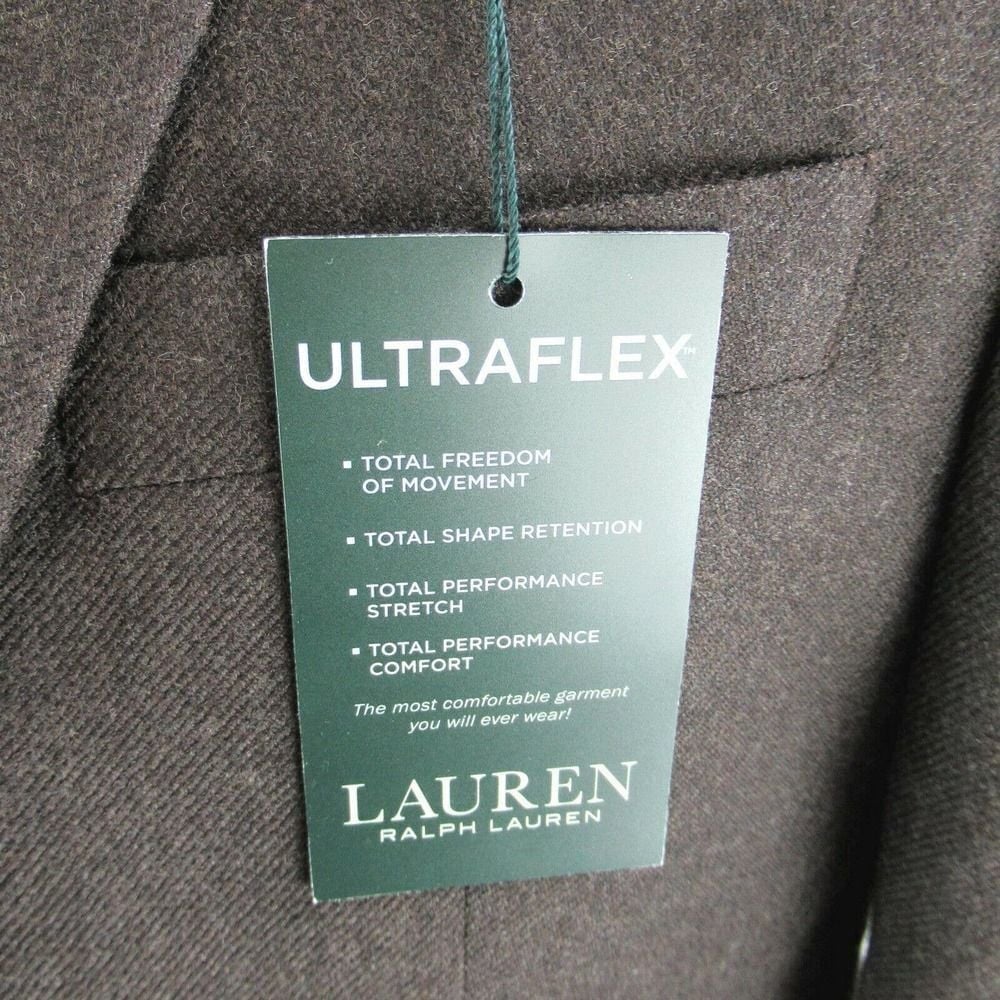 ULTRAFLEX™
▪ TOTAL FREEDOM
OF MOVEMENT
▪ TOTAL SHAPE RETENTION
▪ TOTAL PERFORMANCE
STRETCH
▪ TOTAL PERFORMANCE
COMFORT
The most comfortable garment
you will ever wear!
LAUREN
RALPH LAUREN